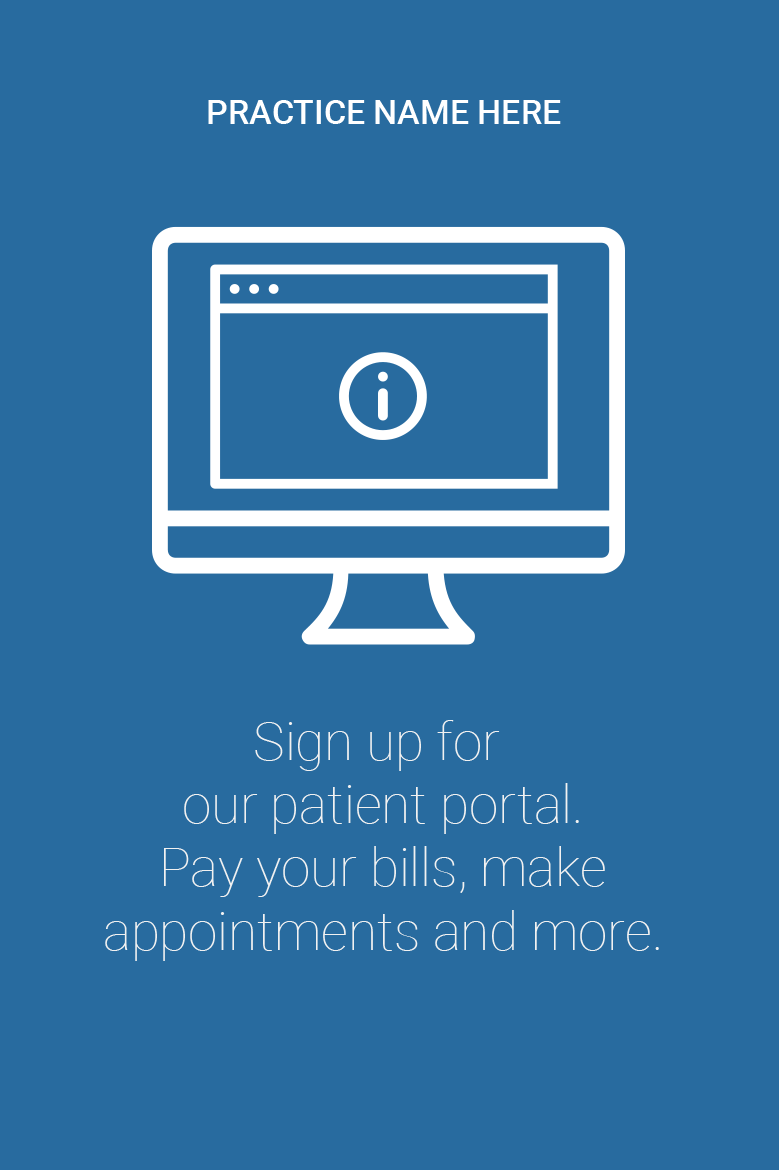 PRACTICE NAME HERE
i
Sign up for
our patient portal.
Pay your bills, make
appointments and more.